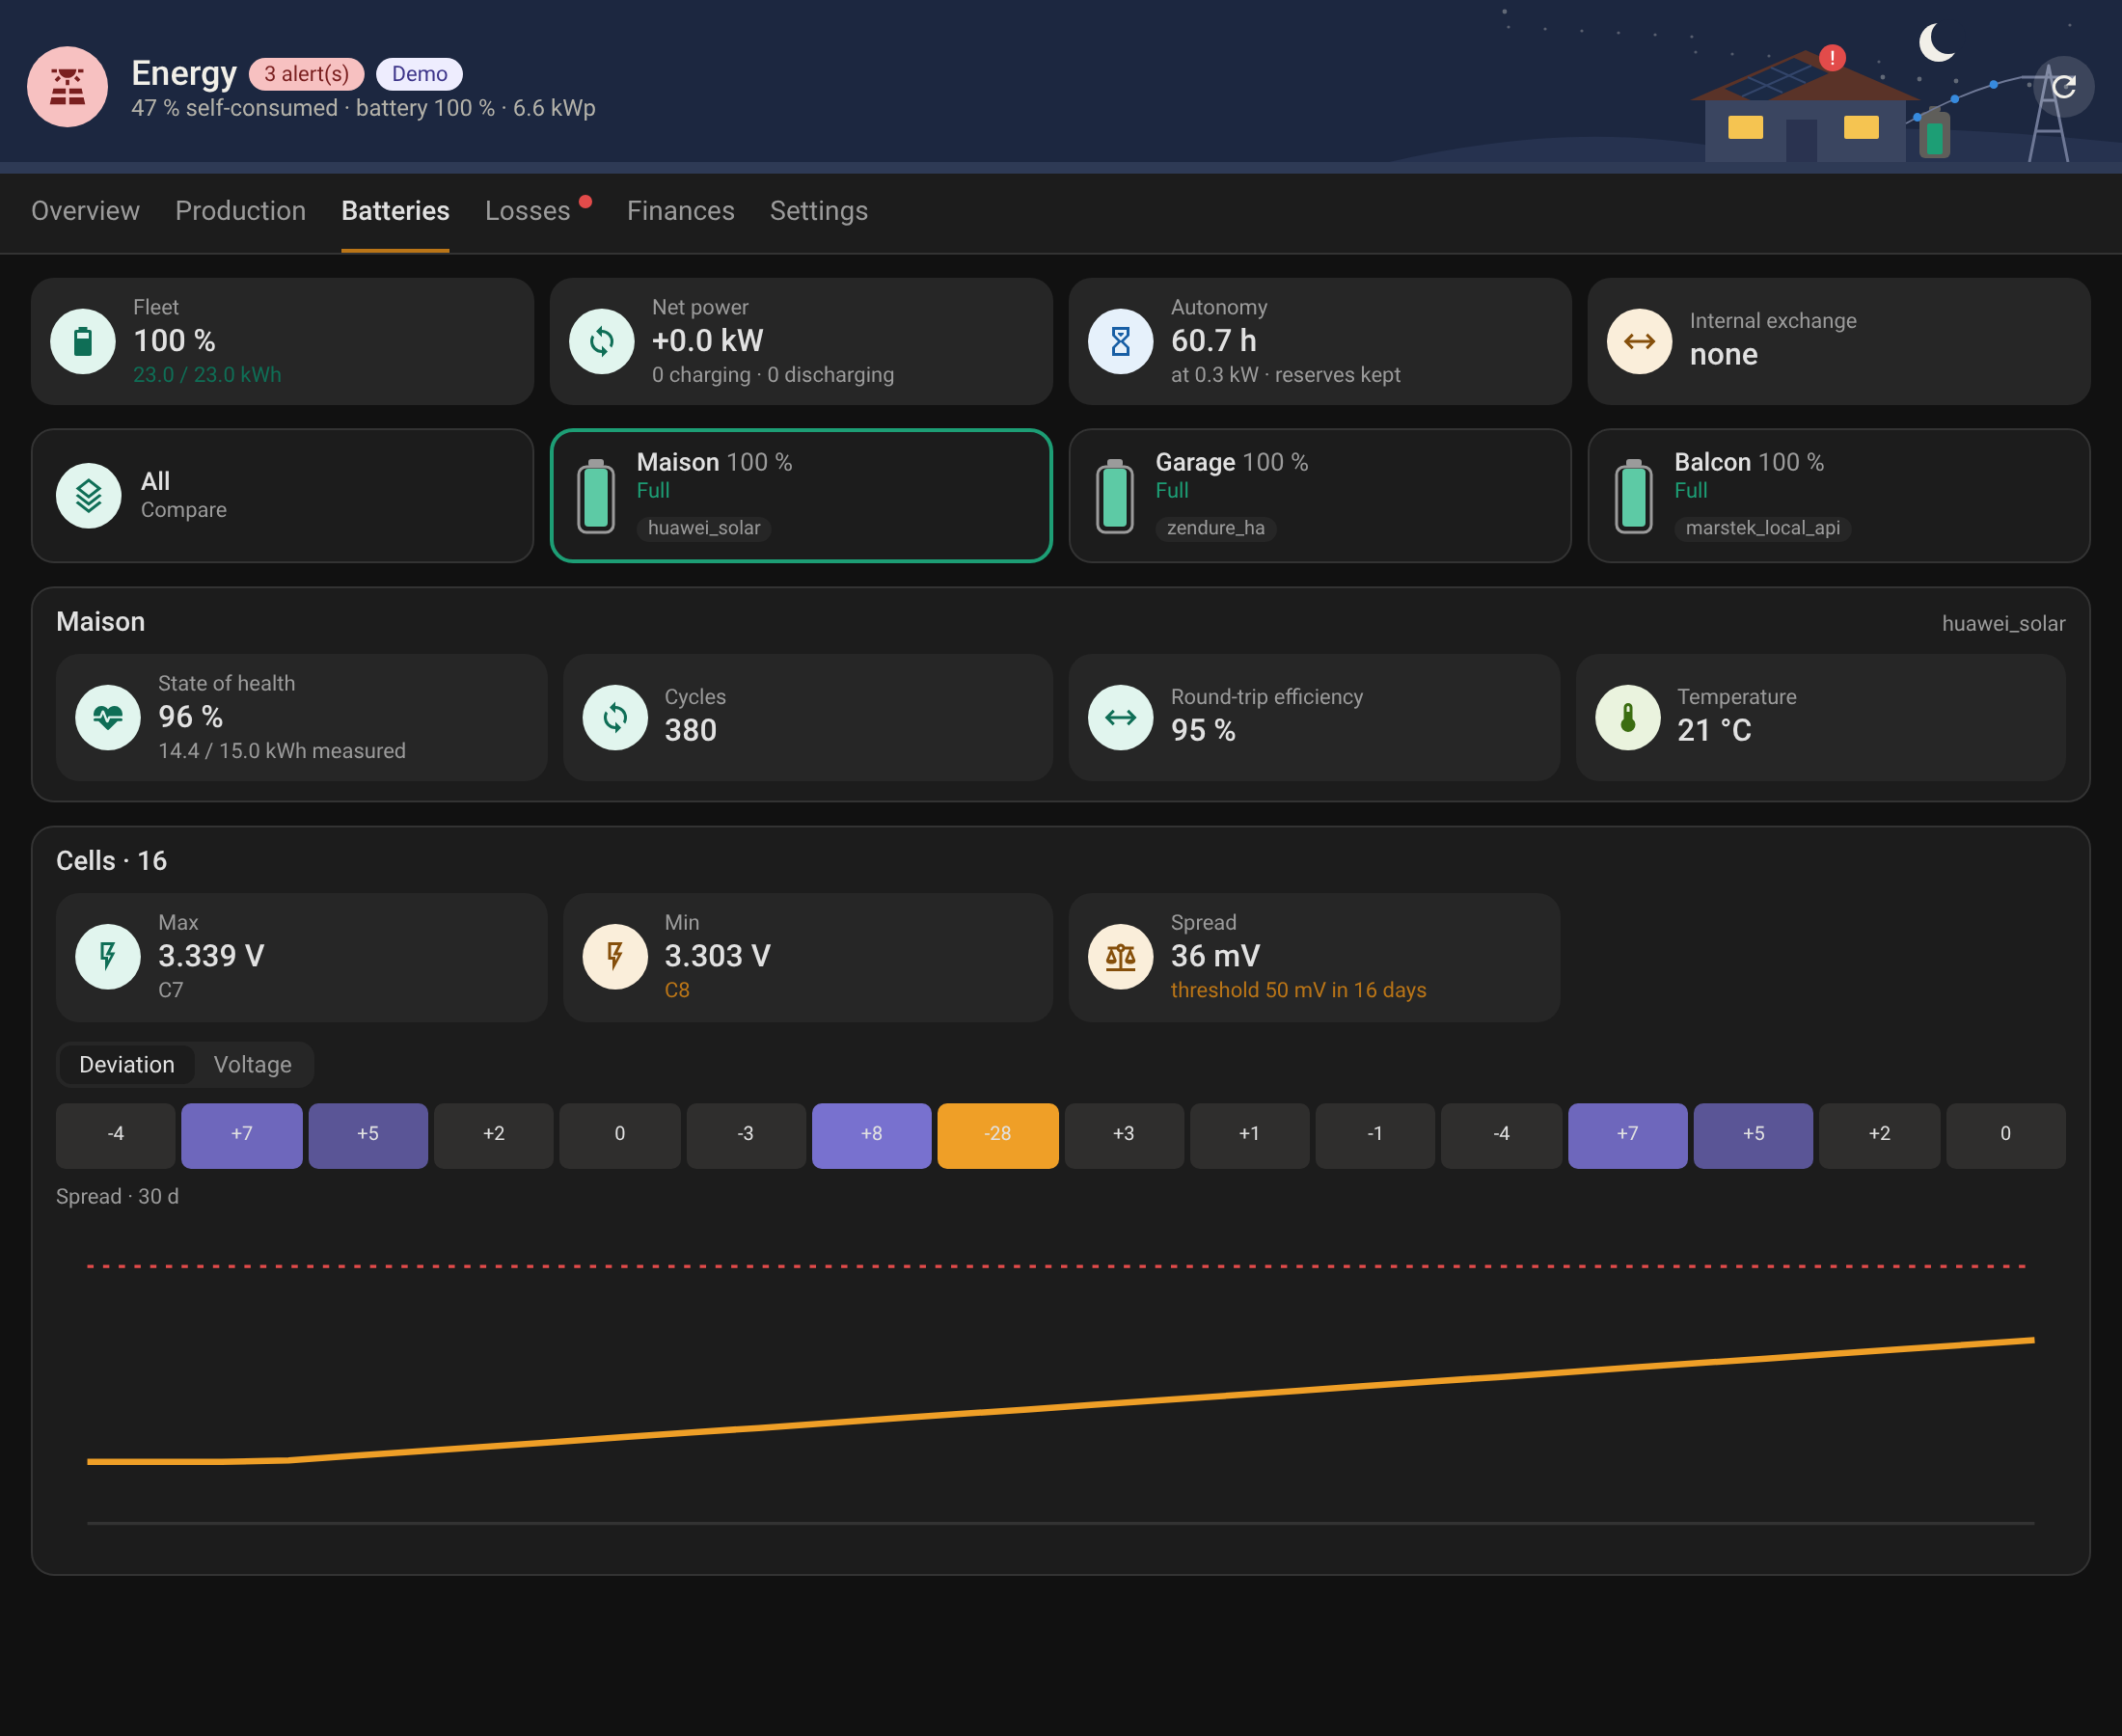 Energy 3 alert(s) Demo
47 % self-consumed · battery 100 % · 6.6 kWp
!
Overview Production Batteries Losses Finances Settings
Fleet
100 %
23.0 / 23.0 kWh
Net power
+0.0 kW
0 charging · 0 discharging
Autonomy
60.7 h
at 0.3 kW · reserves kept
Internal exchange
none
All
Compare
Maison 100 %
Full
huawei_solar
Garage 100 %
Full
zendure_ha
Balcon 100 %
Full
marstek_local_api
Maison
huawei_solar
State of health
96 %
14.4 / 15.0 kWh measured
Cycles
380
Round-trip efficiency
95 %
Temperature
21 °C
Cells · 16
Max
3.339 V
C7
Min
3.303 V
C8
Spread
36 mV
threshold 50 mV in 16 days
Deviation Voltage
-4 +7 +5 +2 0 -3 +8 -28 +3 +1 -1 -4 +7 +5 +2 0
Spread · 30 d